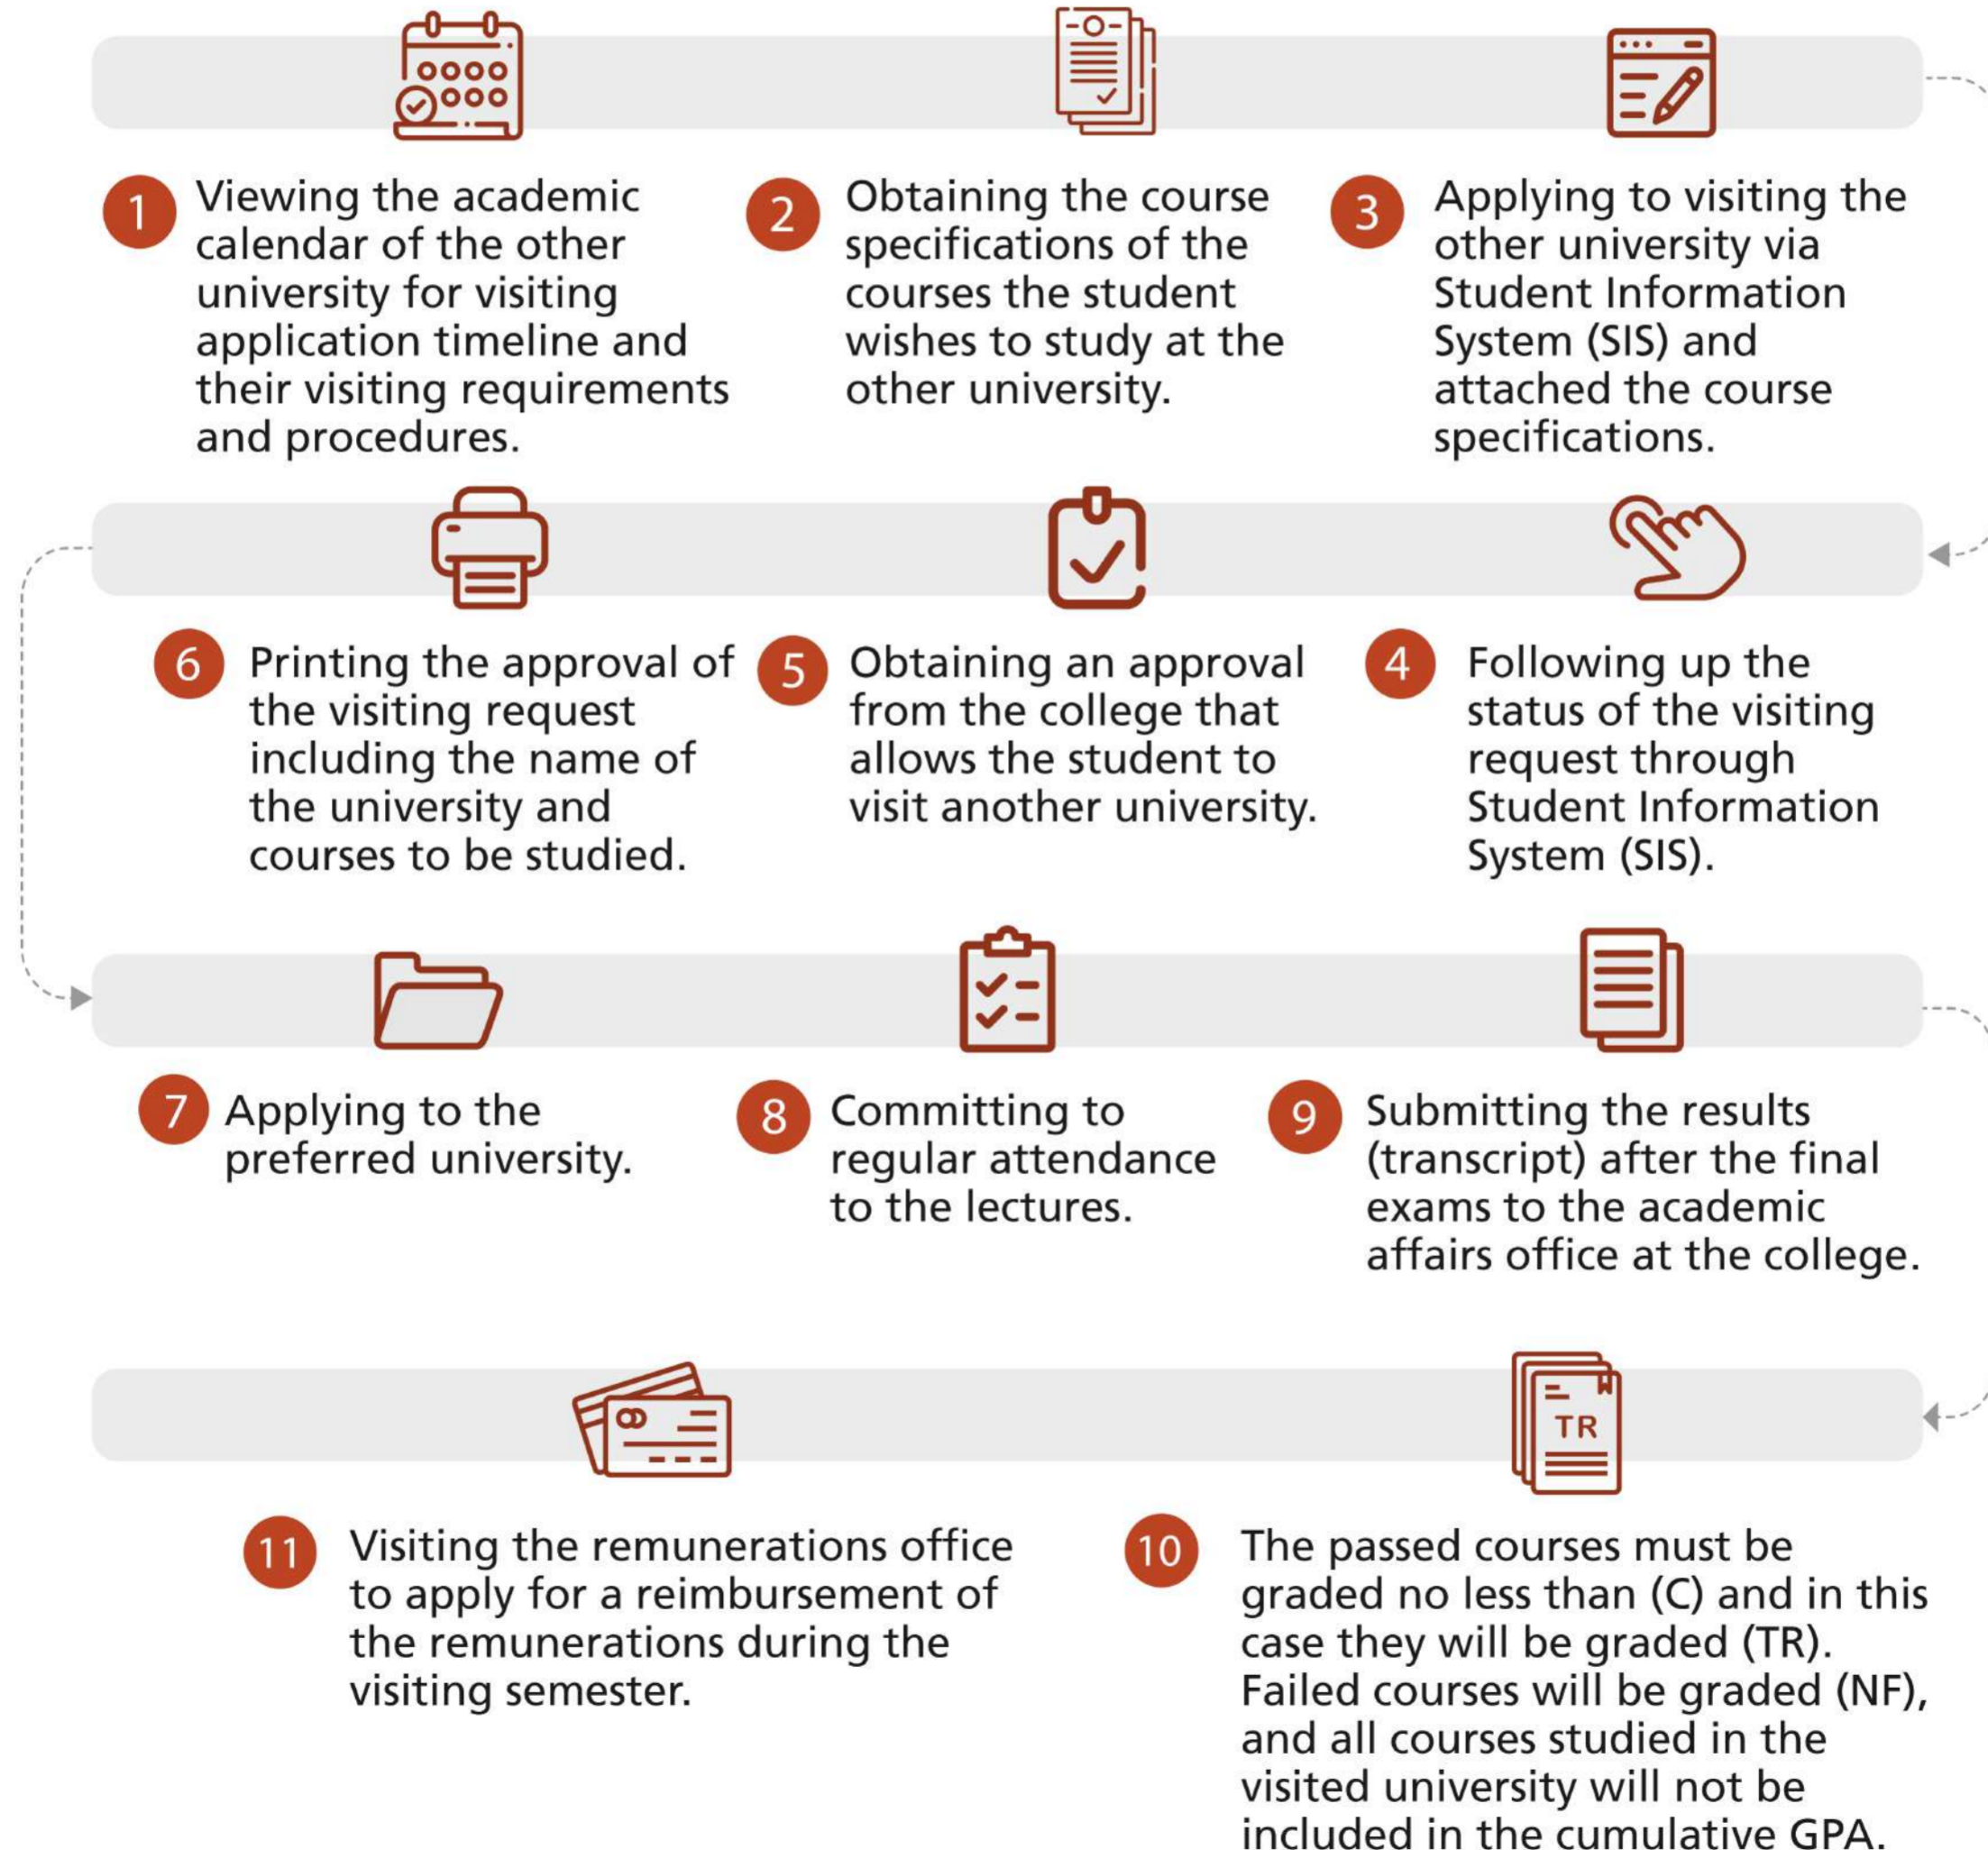 1
Viewing the academic
calendar of the other
university for visiting
application timeline and
their visiting requirements
and procedures.
2
Obtaining the course
specifications of the
courses the student
wishes to study at the
other university.
3
Applying to visiting the
other university via
Student Information
System (SIS) and
attached the course
specifications.
4
Following up the
status of the visiting
request through
Student Information
System (SIS).
5
Obtaining an approval
from the college that
allows the student to
visit another university.
6
Printing the approval of
the visiting request
including the name of
the university and
courses to be studied.
7
Applying to the
preferred university.
8
Committing to
regular attendance
to the lectures.
9
Submitting the results
(transcript) after the final
exams to the academic
affairs office at the college.
TR
10
The passed courses must be
graded no less than (C) and in this
case they will be graded (TR).
Failed courses will be graded (NF),
and all courses studied in the
visited university will not be
included in the cumulative GPA.
11
Visiting the remunerations office
to apply for a reimbursement of
the remunerations during the
visiting semester.